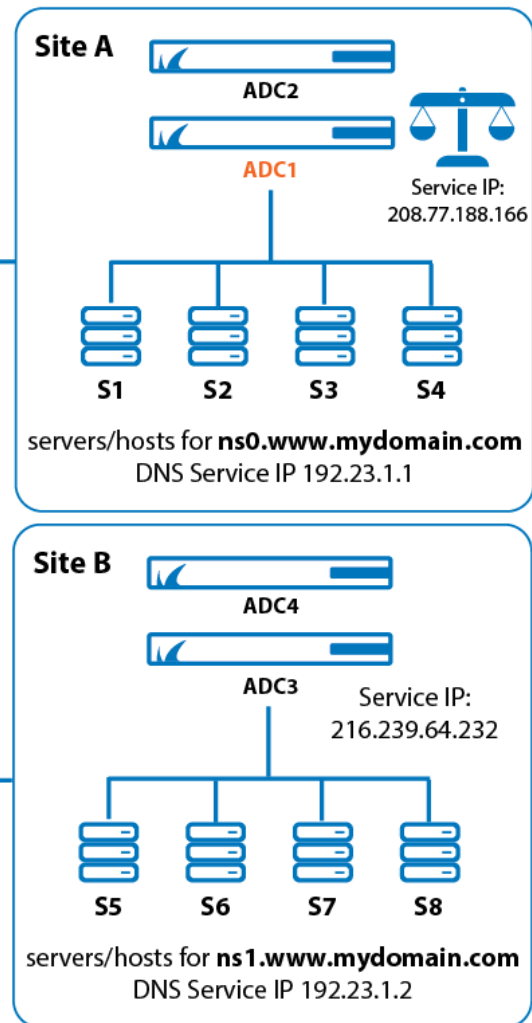 Site A
ADC2
ADC1
Service IP:
208.77.188.166
S1 S2 S3 S4
servers/hosts for ns0.www.mydomain.com
DNS Service IP 192.23.1.1
Site B
ADC4
ADC3
Service IP:
216.239.64.232
S5 S6 S7 S8
servers/hosts for ns1.www.mydomain.com
DNS Service IP 192.23.1.2